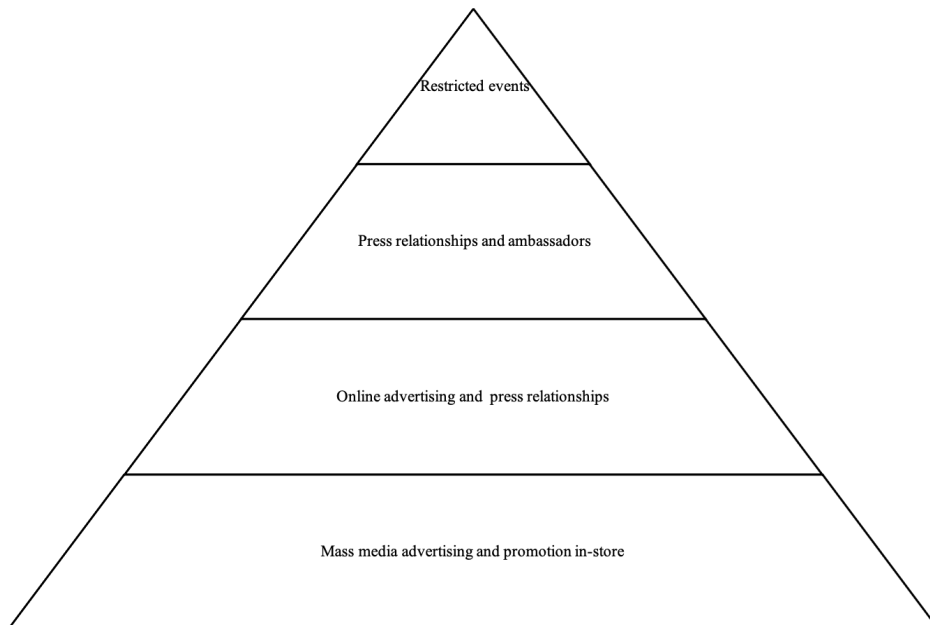 Restricted events
Press relationships and ambassadors
Online advertising and  press relationships
Mass media advertising and promotion in-store